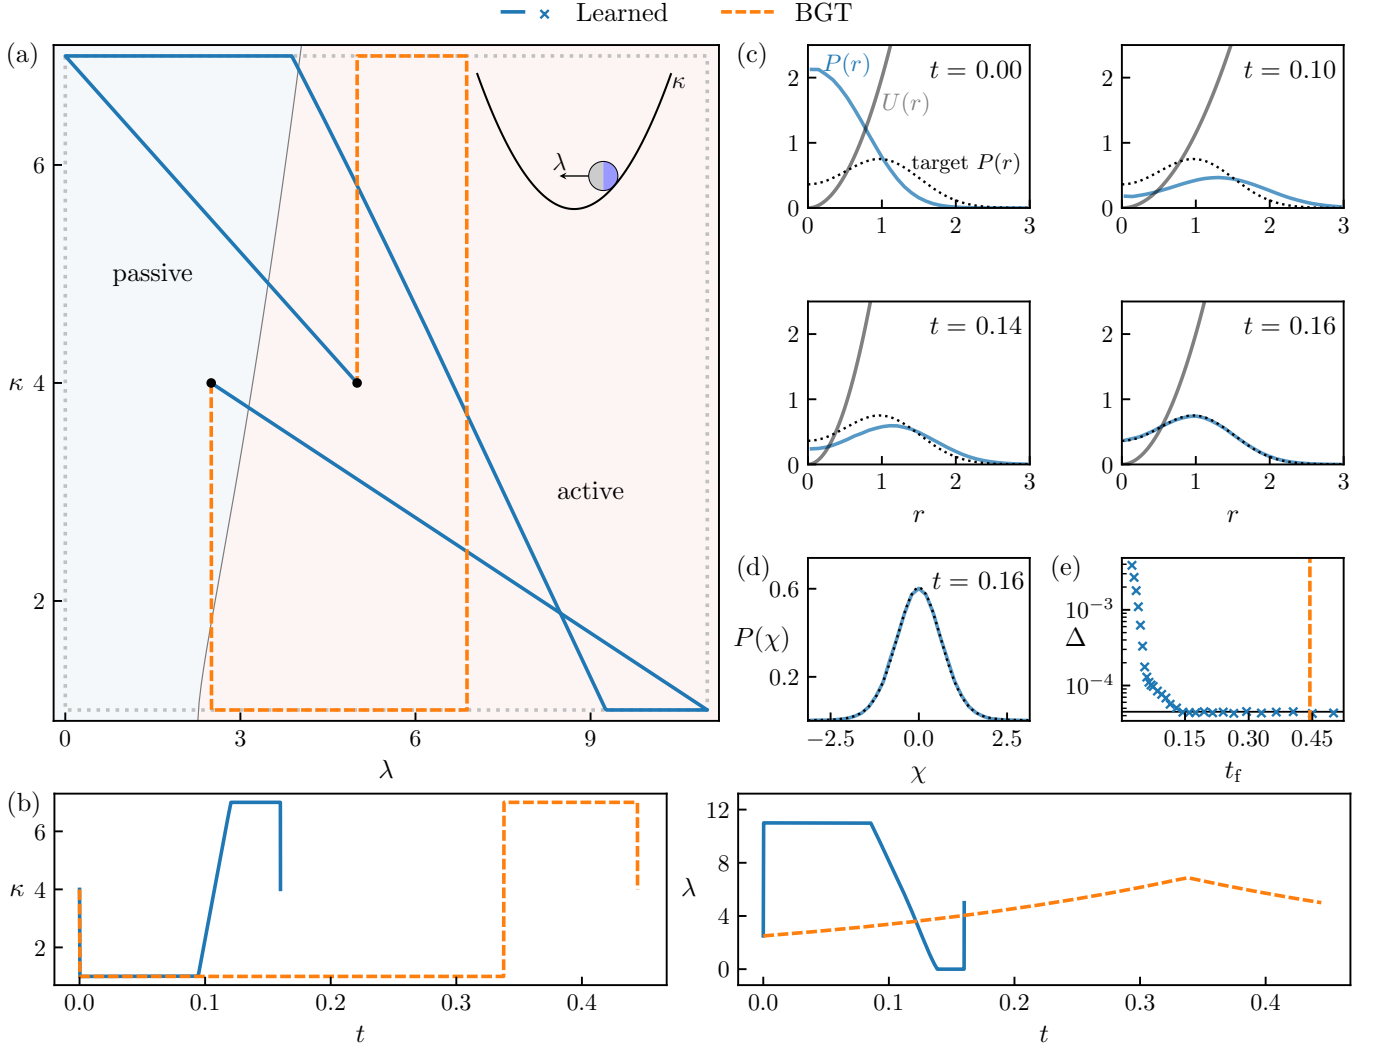 Learned BGT
(a)
κ
λ
passive
active
6
κ 4
2
0 3 6 9
λ
(c)
P(r)
U(r)
target P(r)
t = 0.00
2
1
0
0 1 2 3
t = 0.10
2
1
0
0 1 2 3
t = 0.14
2
1
0
0 1 2 3
r
t = 0.16
2
1
0
0 1 2 3
r
(d)
t = 0.16
0.6
P(χ)
0.2
−2.5 0.0 2.5
χ
(e)
10⁻³
Δ
10⁻⁴
0.15 0.30 0.45
t_f
(b)
6
κ 4
2
0.0 0.1 0.2 0.3 0.4
t
12
8
λ
4
0
0.0 0.1 0.2 0.3 0.4
t